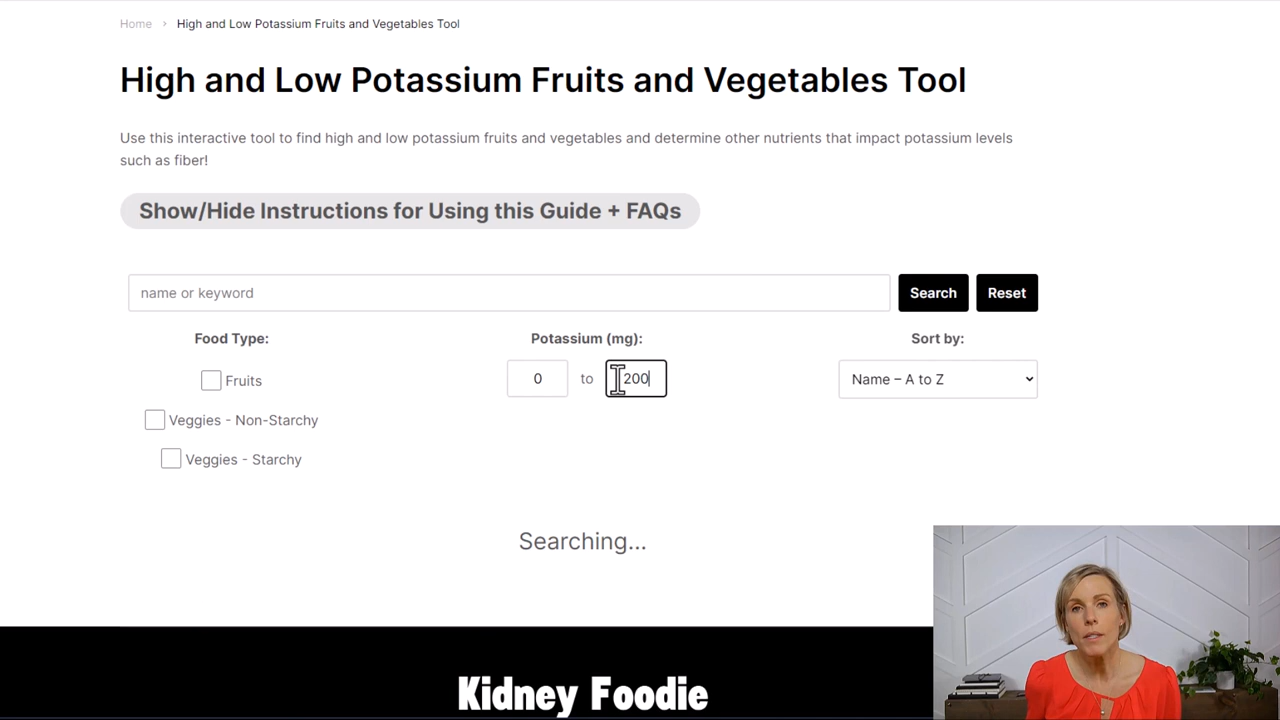 Home > High and Low Potassium Fruits and Vegetables Tool
High and Low Potassium Fruits and Vegetables Tool
Use this interactive tool to find high and low potassium fruits and vegetables and determine other nutrients that impact potassium levels
such as fiber!
Show/Hide Instructions for Using this Guide + FAQs
name or keyword
Search
Reset
Food Type:
Potassium (mg):
Sort by:
Fruits
0 to 200
Name – A to Z
Veggies - Non-Starchy
Veggies - Starchy
Searching...
Kidney Foodie